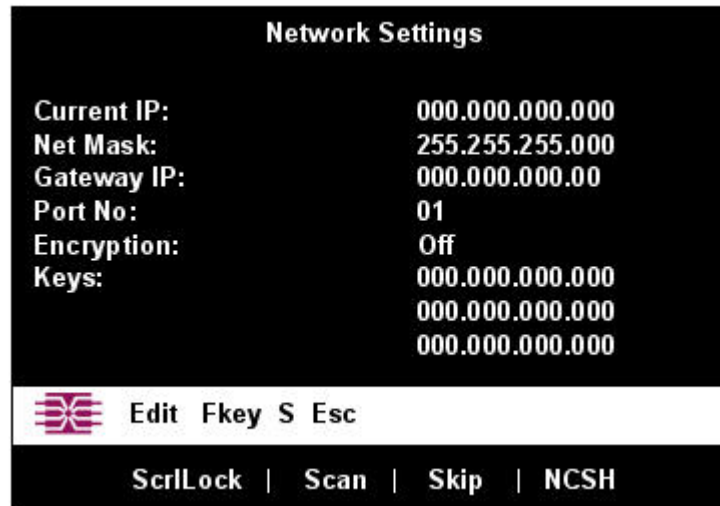 Network Settings
Current IP: 000.000.000.000
Net Mask: 255.255.255.000
Gateway IP: 000.000.000.00
Port No: 01
Encryption: Off
Keys: 000.000.000.000
000.000.000.000
000.000.000.000
Edit Fkey S Esc
ScrlLock | Scan | Skip | NCSH